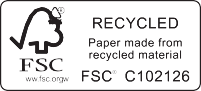 FSC
www.fsc.org
RECYCLED
Paper made from
recycled material
FSC® C102126